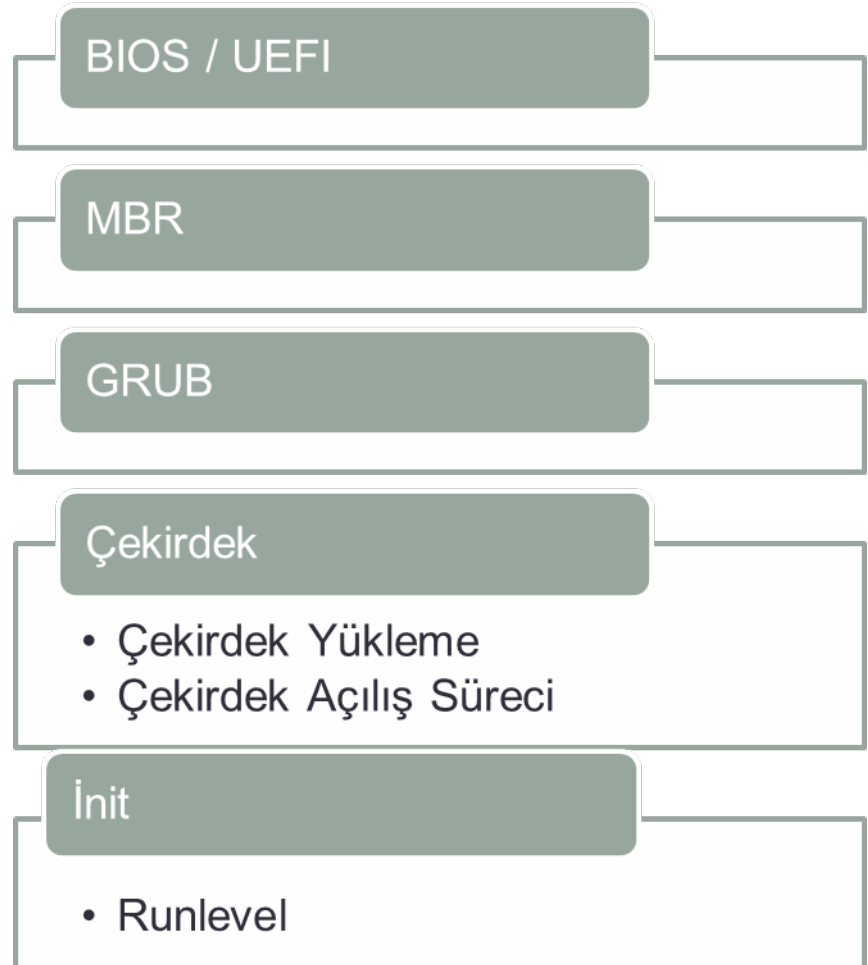 BIOS / UEFI
MBR
GRUB
Çekirdek
• Çekirdek Yükleme
• Çekirdek Açılış Süreci
İnit
• Runlevel